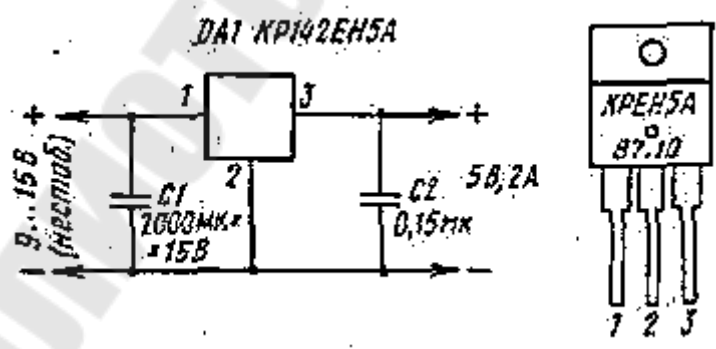 DA1 КР142ЕН5А
1
3
2
+
+
9...15В
(нестаб)
C1
2000мк×
×15В
C2
0,15мк
5В, 2А
−
−
КРЕН5А
87.10
1 2 3